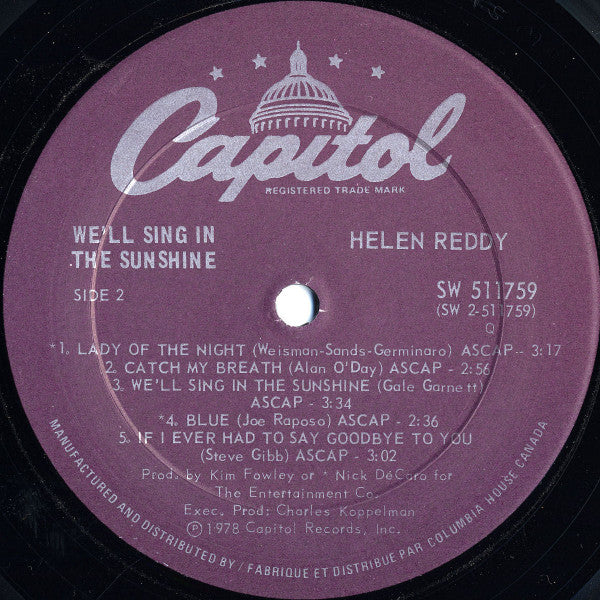 Capitol
REGISTERED TRADE MARK
WE'LL SING IN
THE SUNSHINE
HELEN REDDY
SIDE 2
SW 511759
(SW 2-511759)
Q
*1. LADY OF THE NIGHT (Weisman-Sands-Germinaro) ASCAP - 3:17
2. CATCH MY BREATH (Alan O'Day) ASCAP - 2:56
3. WE'LL SING IN THE SUNSHINE (Gale Garnett)
ASCAP - 3:34
*4. BLUE (Joe Raposo) ASCAP - 2:36
5. IF I EVER HAD TO SAY GOODBYE TO YOU
(Steve Gibb) ASCAP - 3:02
Prod. by Kim Fowley or * Nick DeCaro for
The Entertainment Co.
Exec. Prod: Charles Koppelman
Ⓟ 1978 Capitol Records, Inc.
MANUFACTURED AND DISTRIBUTED BY / FABRIQUE ET DISTRIBUE PAR COLUMBIA HOUSE CANADA